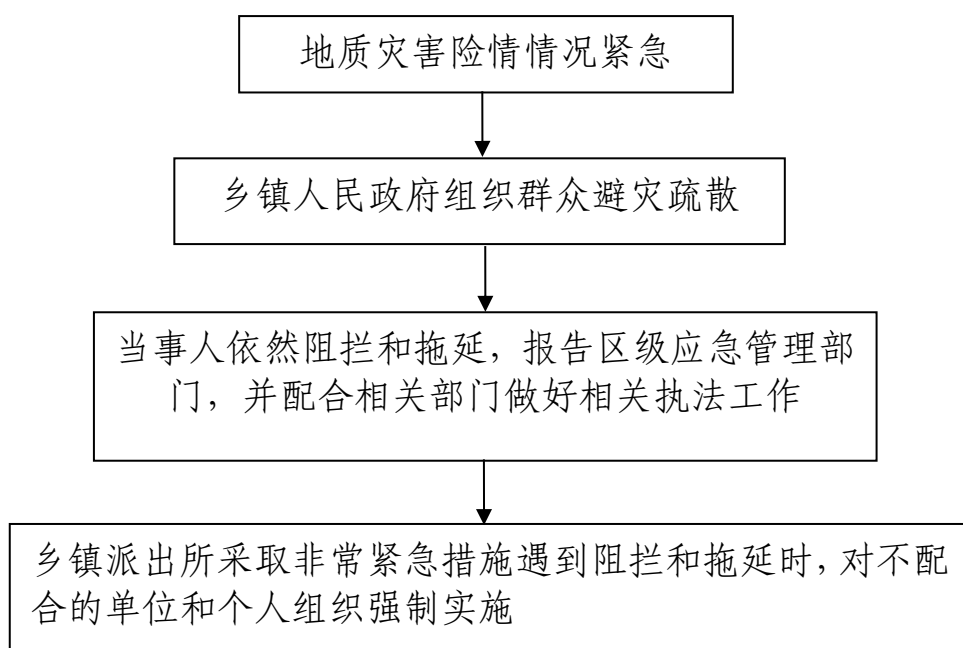 地质灾害险情情况紧急
乡镇人民政府组织群众避灾疏散
当事人依然阻拦和拖延，报告区级应急管理部
门，并配合相关部门做好相关执法工作
乡镇派出所采取非常紧急措施遇到阻拦和拖延时，对不配
合的单位和个人组织强制实施